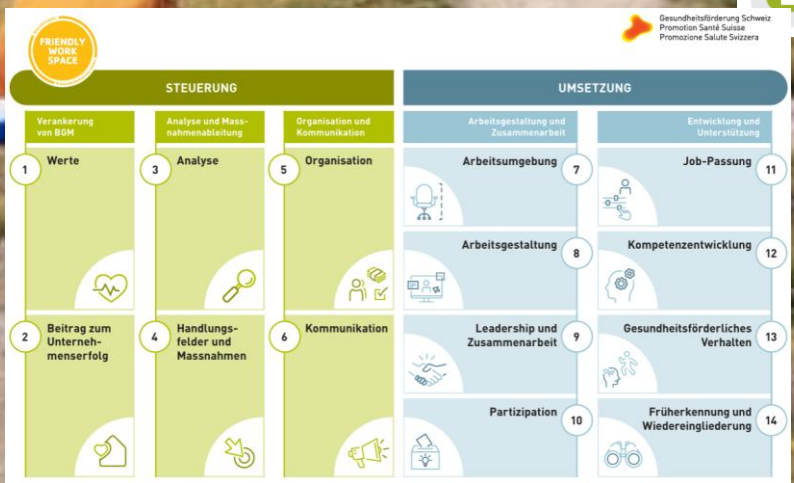 FRIENDLY
WORK
SPACE
Gesundheitsförderung Schweiz
Promotion Santé Suisse
Promozione Salute Svizzera
STEUERUNG
UMSETZUNG
Verankerung
von BGM
Analyse und Mass-
nahmenableitung
Organisation und
Kommunikation
Arbeitsgestaltung und
Zusammenarbeit
Entwicklung und
Unterstützung
1
Werte
3
Analyse
5
Organisation
Arbeitsumgebung
7
Job-Passung
11
Arbeitsgestaltung
8
Kompetenzentwicklung
12
2
Beitrag zum
Unterneh-
menserfolg
4
Handlungs-
felder und
Massnahmen
6
Kommunikation
Leadership und
Zusammenarbeit
9
Gesundheitsförderliches
Verhalten
13
Partizipation
10
Früherkennung und
Wiedereingliederung
14